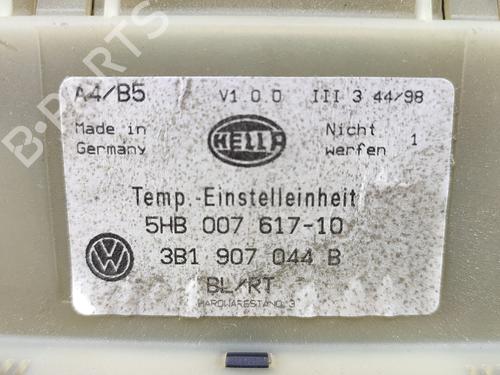 A4/B5 V1.0.0 III 3 44/98
Made in Germany
HELLA
Nicht werfen 1
Temp.-Einstelleinheit
5HB 007 617-10
3B1 907 044 B
BL/RT
HARDWARESTAND: 3
B-PARTS